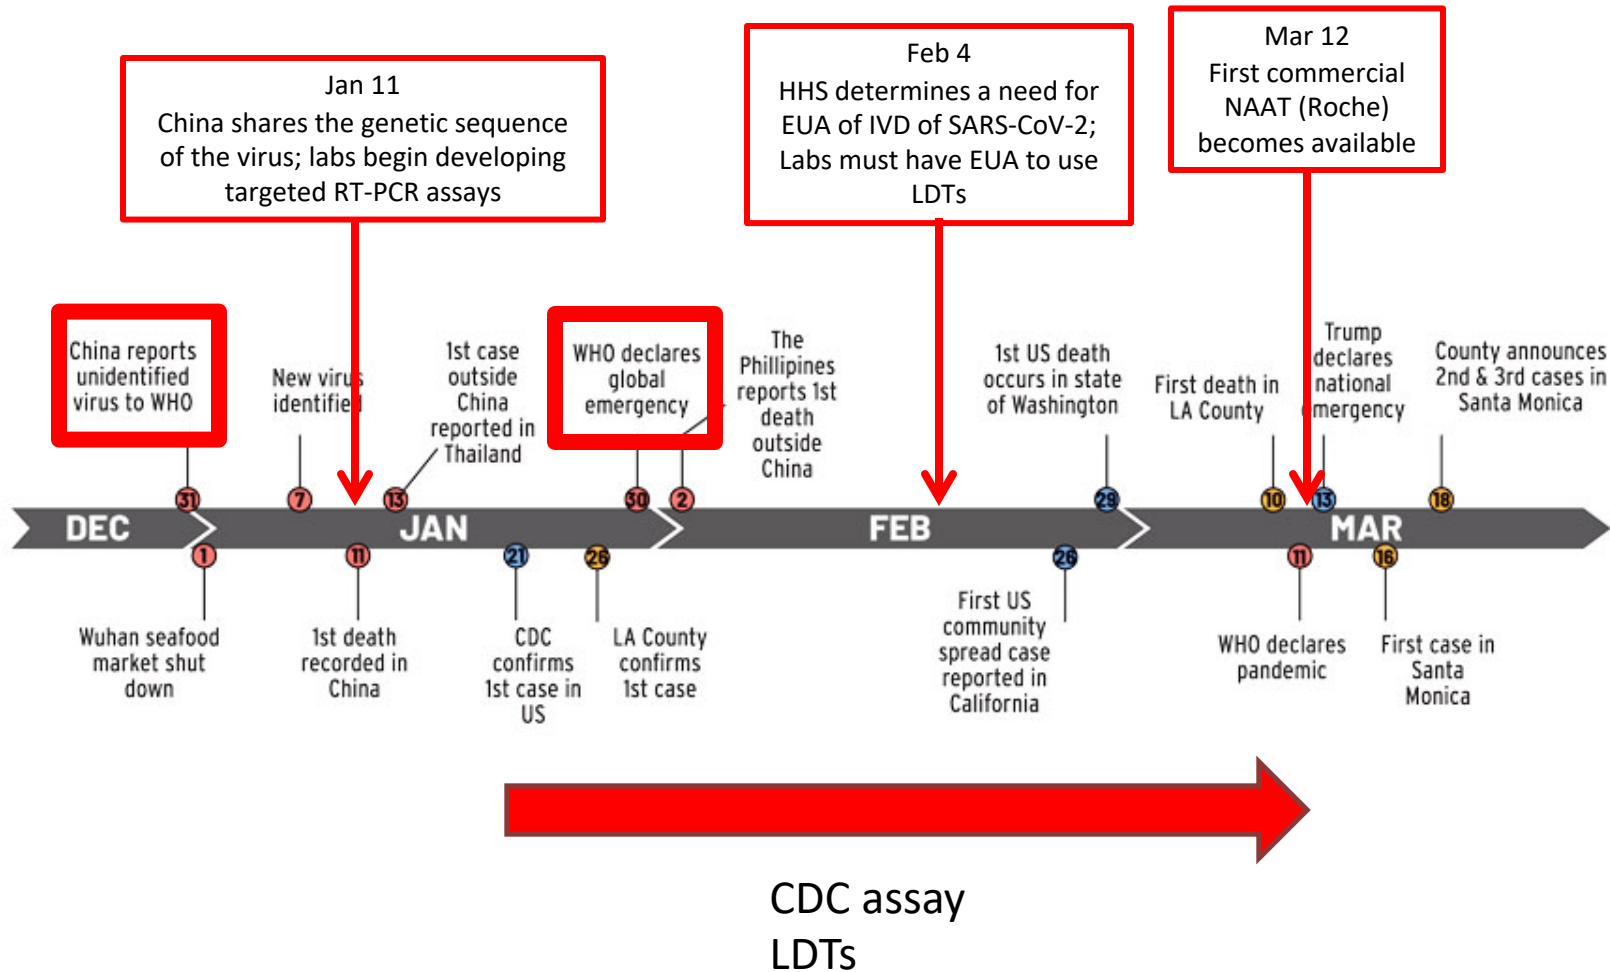 Jan 11
China shares the genetic sequence
of the virus; labs begin developing
targeted RT-PCR assays
Feb 4
HHS determines a need for
EUA of IVD of SARS-CoV-2;
Labs must have EUA to use
LDTs
Mar 12
First commercial
NAAT (Roche)
becomes available
China reports
unidentified
virus to WHO
New virus
identified
1st case
outside
China
reported in
Thailand
WHO declares
global
emergency
The
Phillipines
reports 1st
death
outside
China
1st US death
occurs in state
of Washington
First death in
LA County
Trump
declares
national
emergency
County announces
2nd & 3rd cases in
Santa Monica
31
7
13
30
2
29
10
13
18
DEC
JAN
FEB
MAR
1
11
21
26
26
11
16
Wuhan seafood
market shut
down
1st death
recorded in
China
CDC
confirms
1st case in
US
LA County
confirms
1st case
First US
community
spread case
reported in
California
WHO declares
pandemic
First case in
Santa
Monica
CDC assay
LDTs